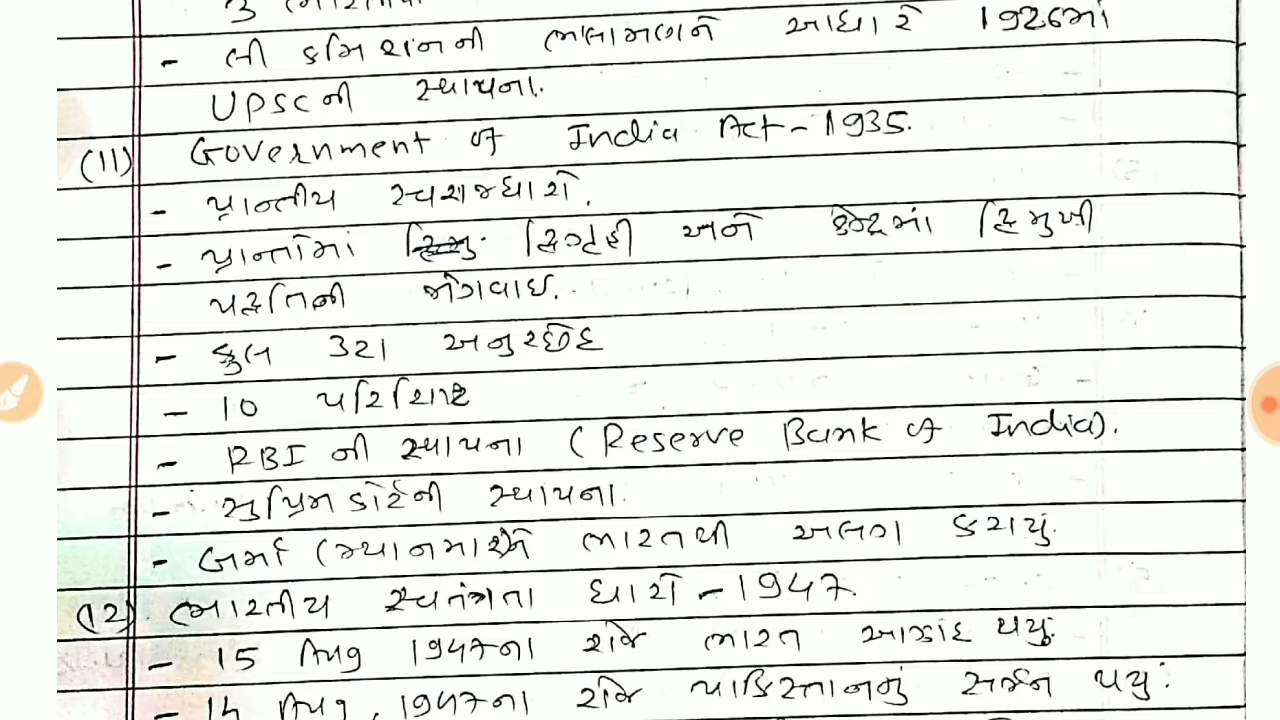 3 ભારતીય
- લી કમિશનની ભલામણને આધારે 1926માં
UPSCની સ્થાપના.
(11) Government of India Act - 1935.
- પ્રાન્તીય સ્વરાજધારો.
- પ્રાન્તોમાં દ્વિગૃહી અને કેન્દ્રમાં દ્વિમુખી
પદ્ધતિની જોગવાઇ.
- કુલ 321 અનુચ્છેદ
- 10 પરિશિષ્ટ
- RBI ની સ્થાપના (Reserve Bank of India).
- સુપ્રિમ કોર્ટની સ્થાપના.
- બર્મા (મ્યાનમાર)ને ભારતથી અલગ કરાયું.
(12) ભારતીય સ્વતંત્રતા ધારો - 1947.
- 15 Aug 1947ના રોજ ભારત આઝાદ થયું.
- 14 Aug, 1947ના રોજ પાકિસ્તાનનું સર્જન થયું.